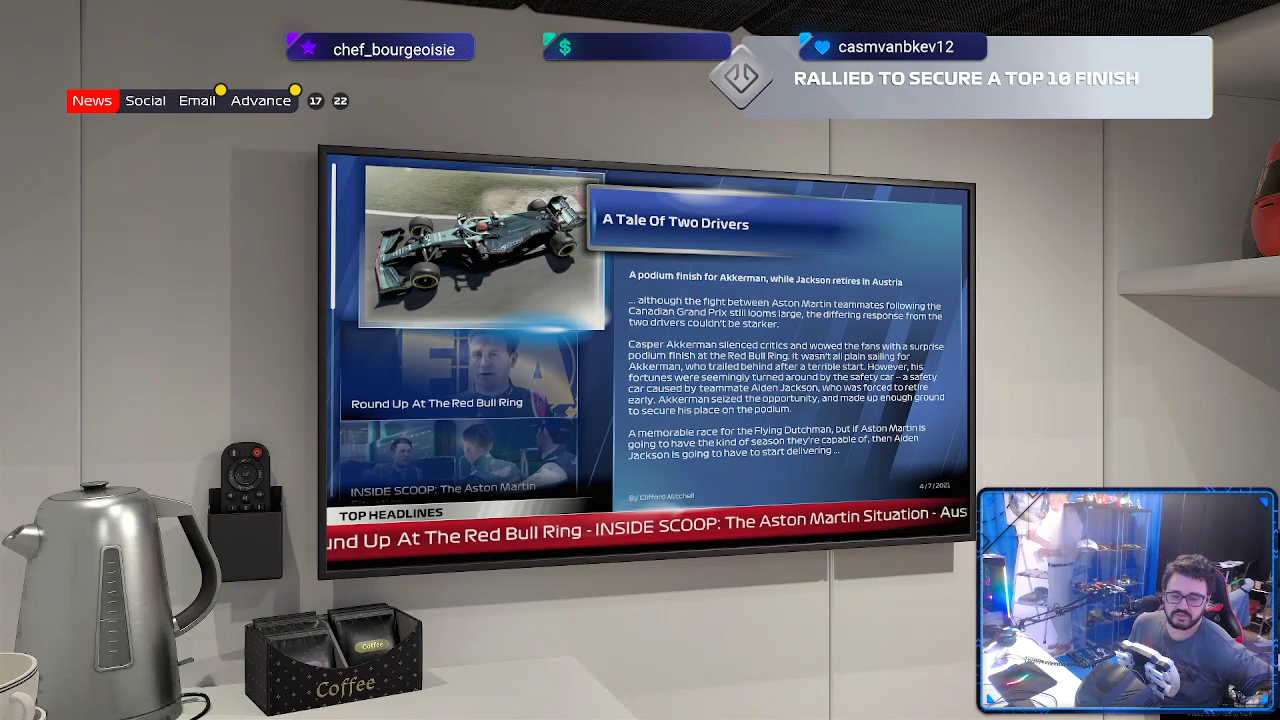 chef_bourgeoisie
$
casmvanbkev12
RALLIED TO SECURE A TOP 10 FINISH
News Social Email Advance 17 22
A Tale Of Two Drivers
A podium finish for Akkerman, while Jackson retires in Austria
... although the fight between Aston Martin teammates following the
Canadian Grand Prix still looms large, the differing response from the
two drivers couldn't be starker.
Casper Akkerman silenced critics and wowed the fans with a surprise
podium finish at the Red Bull Ring. It wasn't all plain sailing for
Akkerman, who trailed behind after a terrible start. However, his
fortunes were seemingly turned around by the safety car – a safety
car caused by teammate Aiden Jackson, who was forced to retire
early. Akkerman seized the opportunity, and made up enough ground
to secure his place on the podium.
A memorable race for the Flying Dutchman, but if Aston Martin is
going to have the kind of season they're capable of, then Aiden
Jackson is going to have to start delivering ...
By Clifford Mitchell
4/7/2021
FIA
Round Up At The Red Bull Ring
INSIDE SCOOP: The Aston Martin
Situation
TOP HEADLINES
und Up At The Red Bull Ring - INSIDE SCOOP: The Aston Martin Situation - Aus
Coffee
Coffee